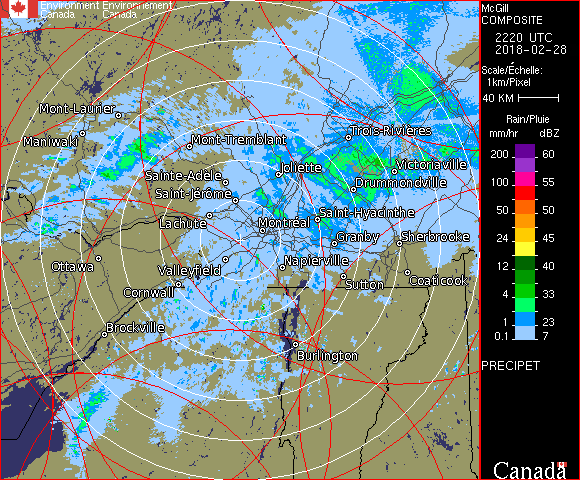 Environment Environnement
Canada Canada
McGill
COMPOSITE
2220 UTC
2018-02-28
Scale/Échelle:
1km/Pixel
40 KM
Rain/Pluie
mm/hr dBZ
200 60
100 55
50 50
24 45
12 40
8 33
4 33
1 23
0.1 7
PRECIPET
Canada
Mont-Laurier
Maniwaki
Mont-Tremblant
Trois-Rivières
Sainte-Adèle
Joliette
Victoriaville
Saint-Jérôme
Drummondville
Lachute
Montréal
Saint-Hyacinthe
Granby
Sherbrooke
Ottawa
Valleyfield
Napierville
Cornwall
Sutton
Coaticook
Brockville
Burlington